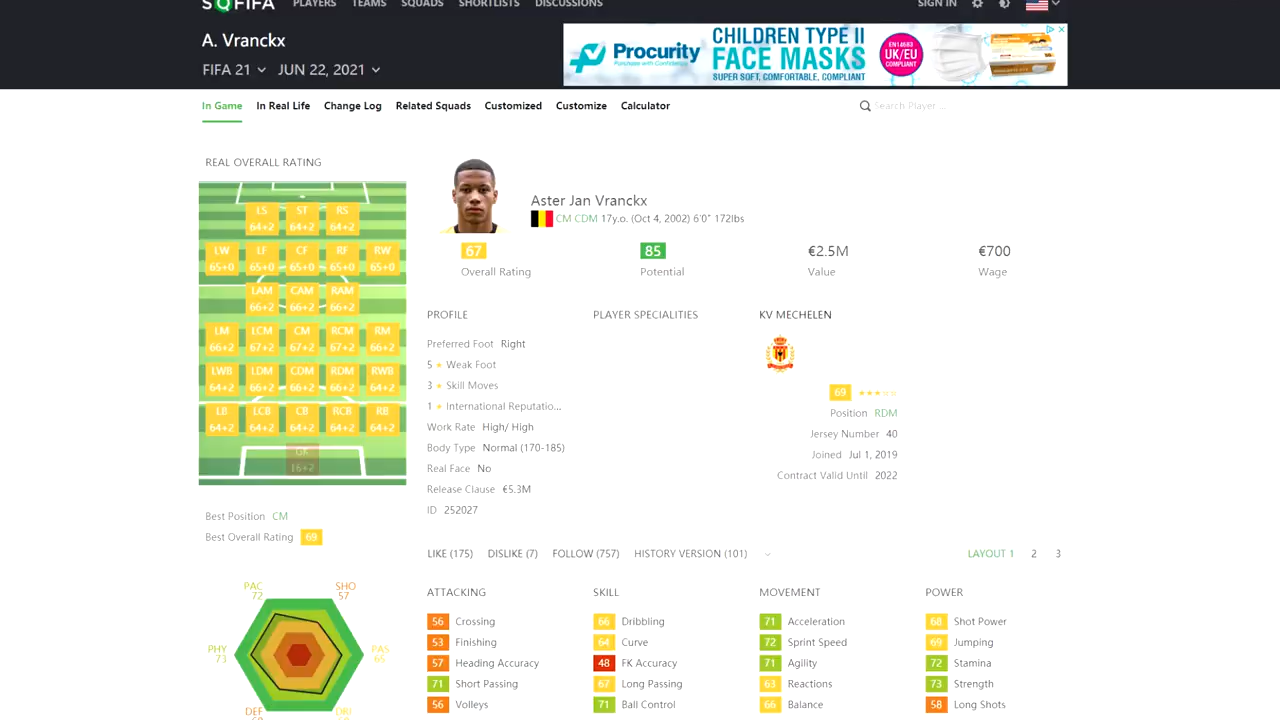 SOFIFA PLAYERS TEAMS SQUADS SHORTLISTS DISCUSSIONS SIGN IN
A. Vranckx
FIFA 21 JUN 22, 2021
Procurity
Purchases with Confidence
CHILDREN TYPE II
FACE MASKS
SUPER SOFT, COMFORTABLE, COMPLIANT
EN14683
UK/EU
COMPLIANT
In Game In Real Life Change Log Related Squads Customized Customize Calculator Search Player ...
REAL OVERALL RATING
LS ST RS
64+2 64+2 64+2
LW LF CF RF RW
65+0 65+0 65+0 65+0 65+0
LAM CAM RAM
66+2 66+2 66+2
LM LCM CM RCM RM
66+2 67+2 67+2 67+2 66+2
LWB LDM CDM RDM RWB
64+2 66+2 66+2 66+2 64+2
LB LCB CB RCB RB
64+2 64+2 64+2 64+2 64+2
GK
16+2
Best Position CM
Best Overall Rating 69
PAC
72
SHO
57
PHY
73
PAS
65
DEF
DRI
Aster Jan Vranckx
CM CDM 17y.o. (Oct 4, 2002) 6'0" 172lbs
67 85 €2.5M €700
Overall Rating Potential Value Wage
PROFILE
Preferred Foot Right
5 ★ Weak Foot
3 ★ Skill Moves
1 ★ International Reputatio...
Work Rate High/ High
Body Type Normal (170-185)
Real Face No
Release Clause €5.3M
ID 252027
PLAYER SPECIALITIES
KV MECHELEN
69 ★★★☆☆
Position RDM
Jersey Number 40
Joined Jul 1, 2019
Contract Valid Until 2022
LIKE (175) DISLIKE (7) FOLLOW (757) HISTORY VERSION (101) LAYOUT 1 2 3
ATTACKING
56 Crossing
53 Finishing
57 Heading Accuracy
71 Short Passing
56 Volleys
SKILL
66 Dribbling
64 Curve
48 FK Accuracy
67 Long Passing
71 Ball Control
MOVEMENT
71 Acceleration
72 Sprint Speed
71 Agility
63 Reactions
66 Balance
POWER
68 Shot Power
69 Jumping
72 Stamina
73 Strength
58 Long Shots